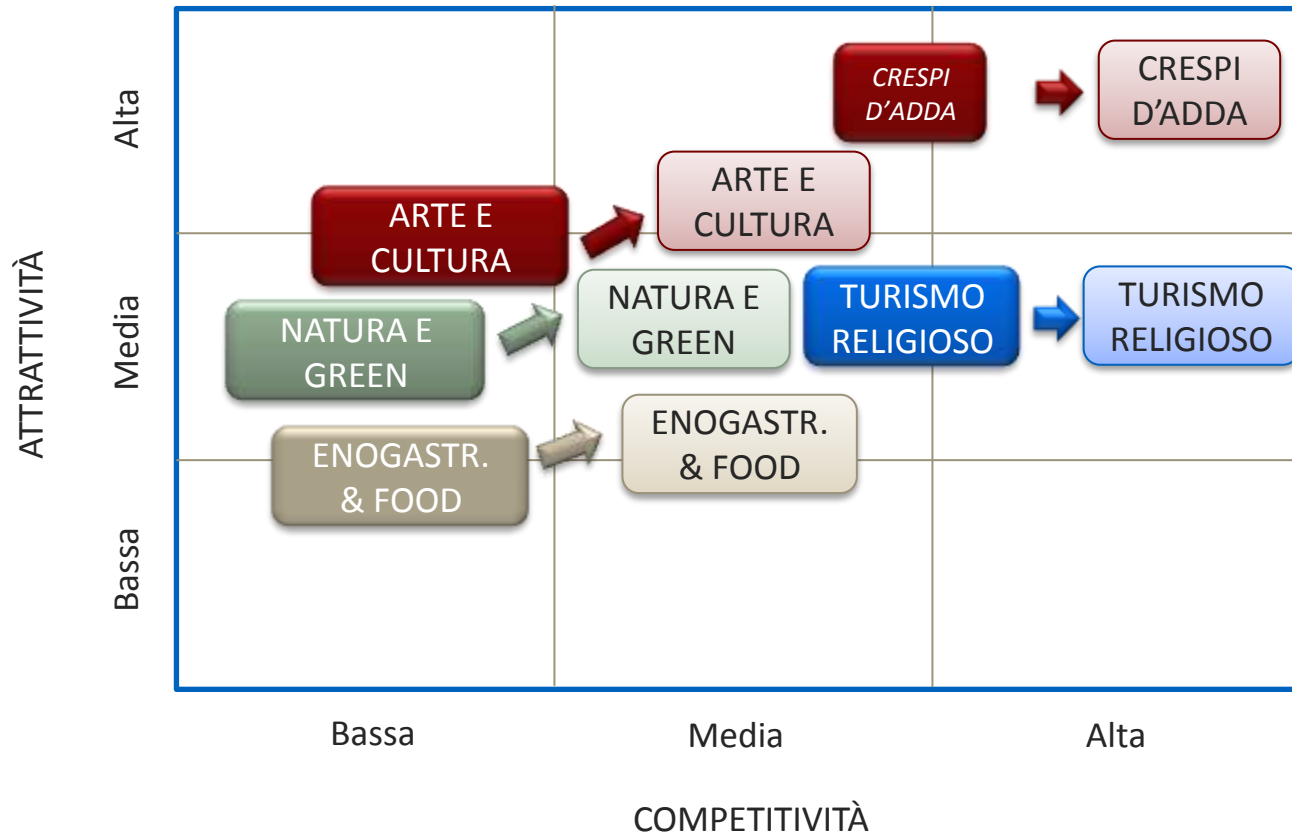 ATTRATTIVITÀ
Alta
Media
Bassa
CRESPI
D'ADDA
CRESPI
D'ADDA
ARTE E
CULTURA
ARTE E
CULTURA
NATURA E
GREEN
NATURA E
GREEN
TURISMO
RELIGIOSO
TURISMO
RELIGIOSO
ENOGASTR.
& FOOD
ENOGASTR.
& FOOD
Bassa
Media
Alta
COMPETITIVITÀ